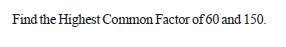 Find the Highest Common Factor of 60 and 150.